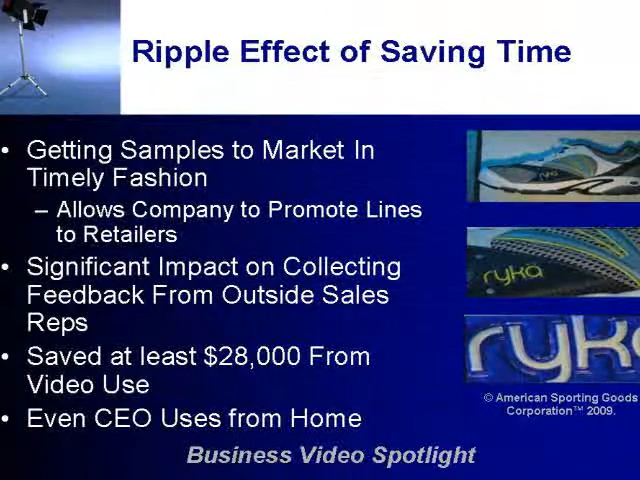 Ripple Effect of Saving Time
• Getting Samples to Market In
Timely Fashion
– Allows Company to Promote Lines
to Retailers
• Significant Impact on Collecting
Feedback From Outside Sales
Reps
• Saved at least $28,000 From
Video Use
• Even CEO Uses from Home
ryka
ryka
ryka
© American Sporting Goods
Corporation™ 2009.
Business Video Spotlight